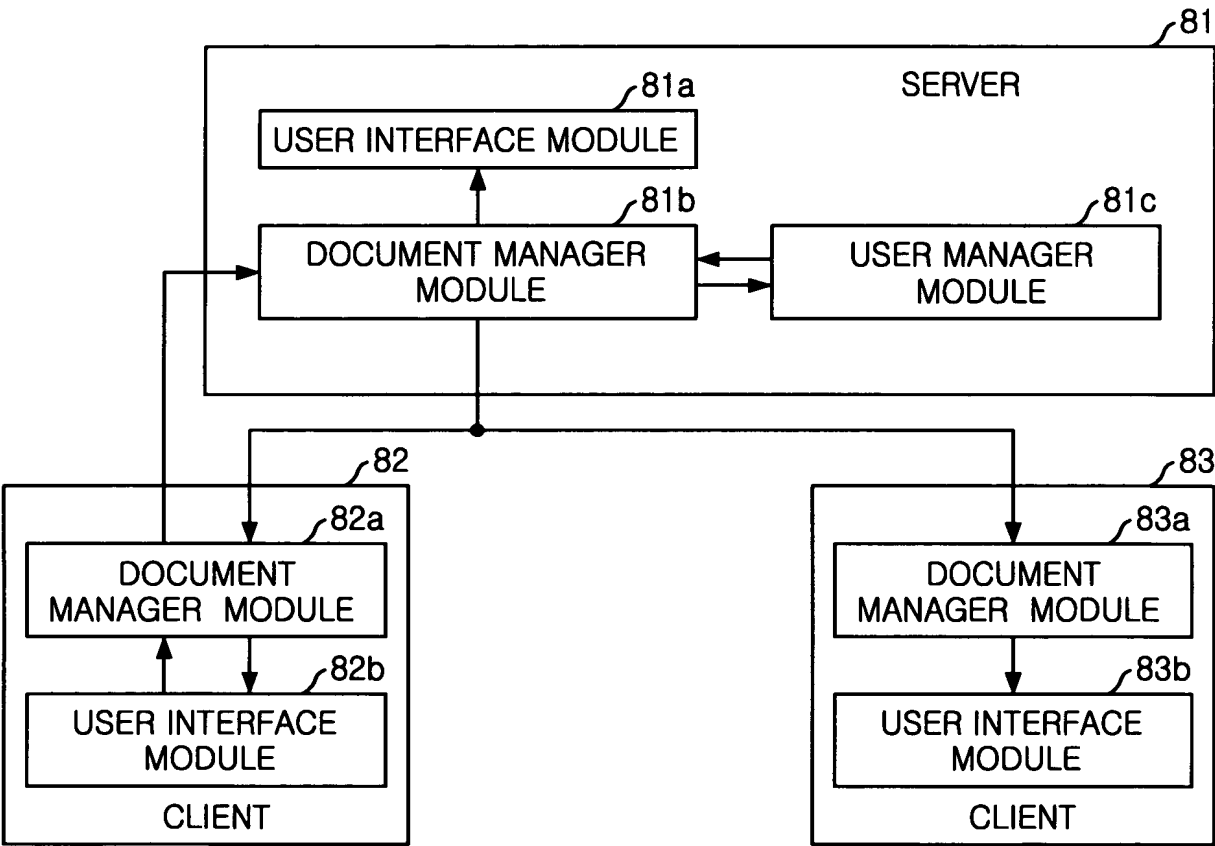 81
SERVER
81a
USER INTERFACE MODULE
81b
DOCUMENT MANAGER
MODULE
81c
USER MANAGER
MODULE
82
82a
DOCUMENT
MANAGER MODULE
82b
USER INTERFACE
MODULE
CLIENT
83
83a
DOCUMENT
MANAGER MODULE
83b
USER INTERFACE
MODULE
CLIENT